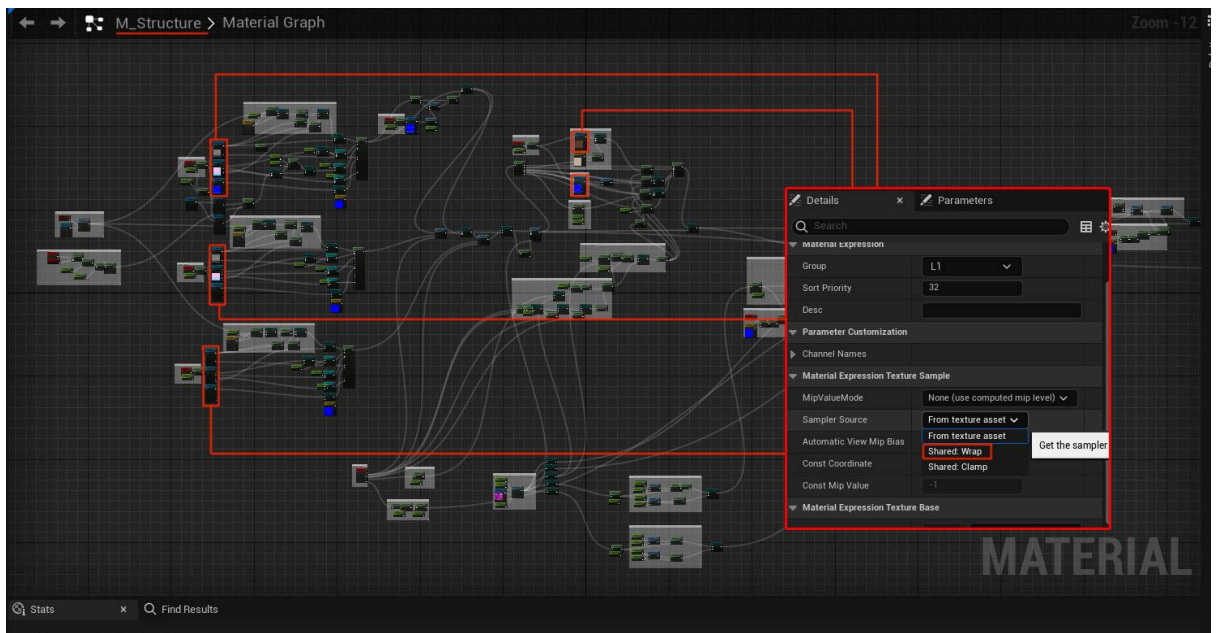 M_Structure > Material Graph
Zoom -12
Details
Parameters
Search
Material Expression
Group
L1
Sort Priority
32
Desc
Parameter Customization
Channel Names
Material Expression Texture Sample
MipValueMode
None (use computed mip level)
Sampler Source
From texture asset
From texture asset
Automatic View Mip Bias
Shared: Wrap
Get the sampler
Const Coordinate
Shared: Clamp
Const Mip Value
-1
Material Expression Texture Base
MATERIAL
Stats
Find Results